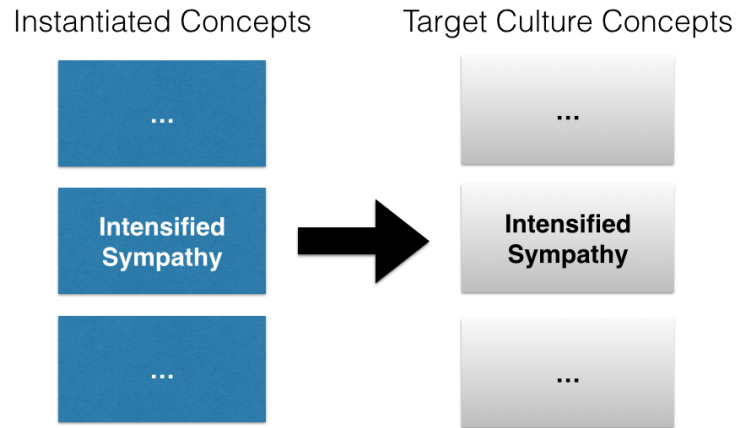 Instantiated Concepts
Target Culture Concepts
...
...
Intensified
Sympathy
Intensified
Sympathy
...
...